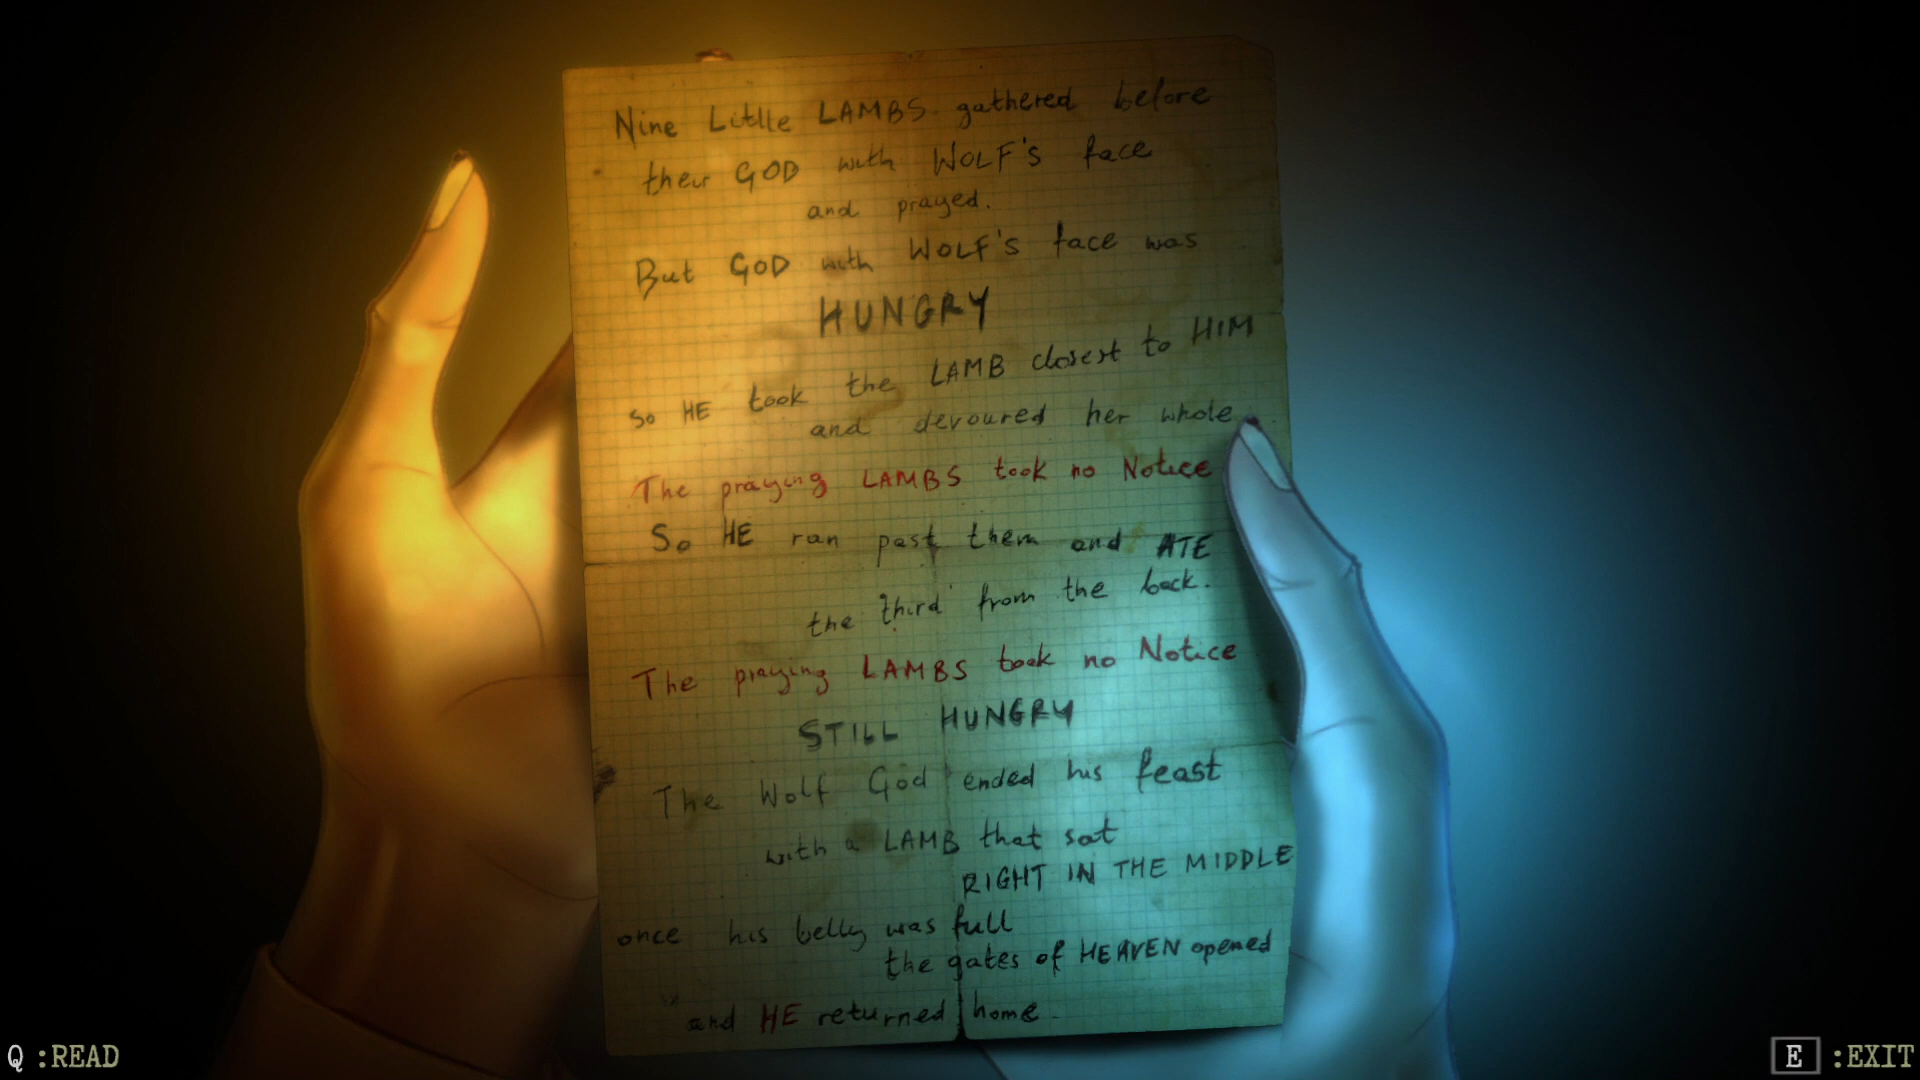 Nine Litlle LAMBS gathered before
their GOD with WOLF'S face
and prayed.
But GOD with WOLF'S face was
HUNGRY
so HE took the LAMB closest to HIM
and devoured her whole
The praying LAMBS took no Notice
So HE ran past them and ATE
the third from the back.
The praying LAMBS took no Notice
STILL HUNGRY
The Wolf God ended his feast
with a LAMB that sat
RIGHT IN THE MIDDLE
once his belly was full
the gates of HEAVEN opened
and HE returned home.
Q :READ
E :EXIT